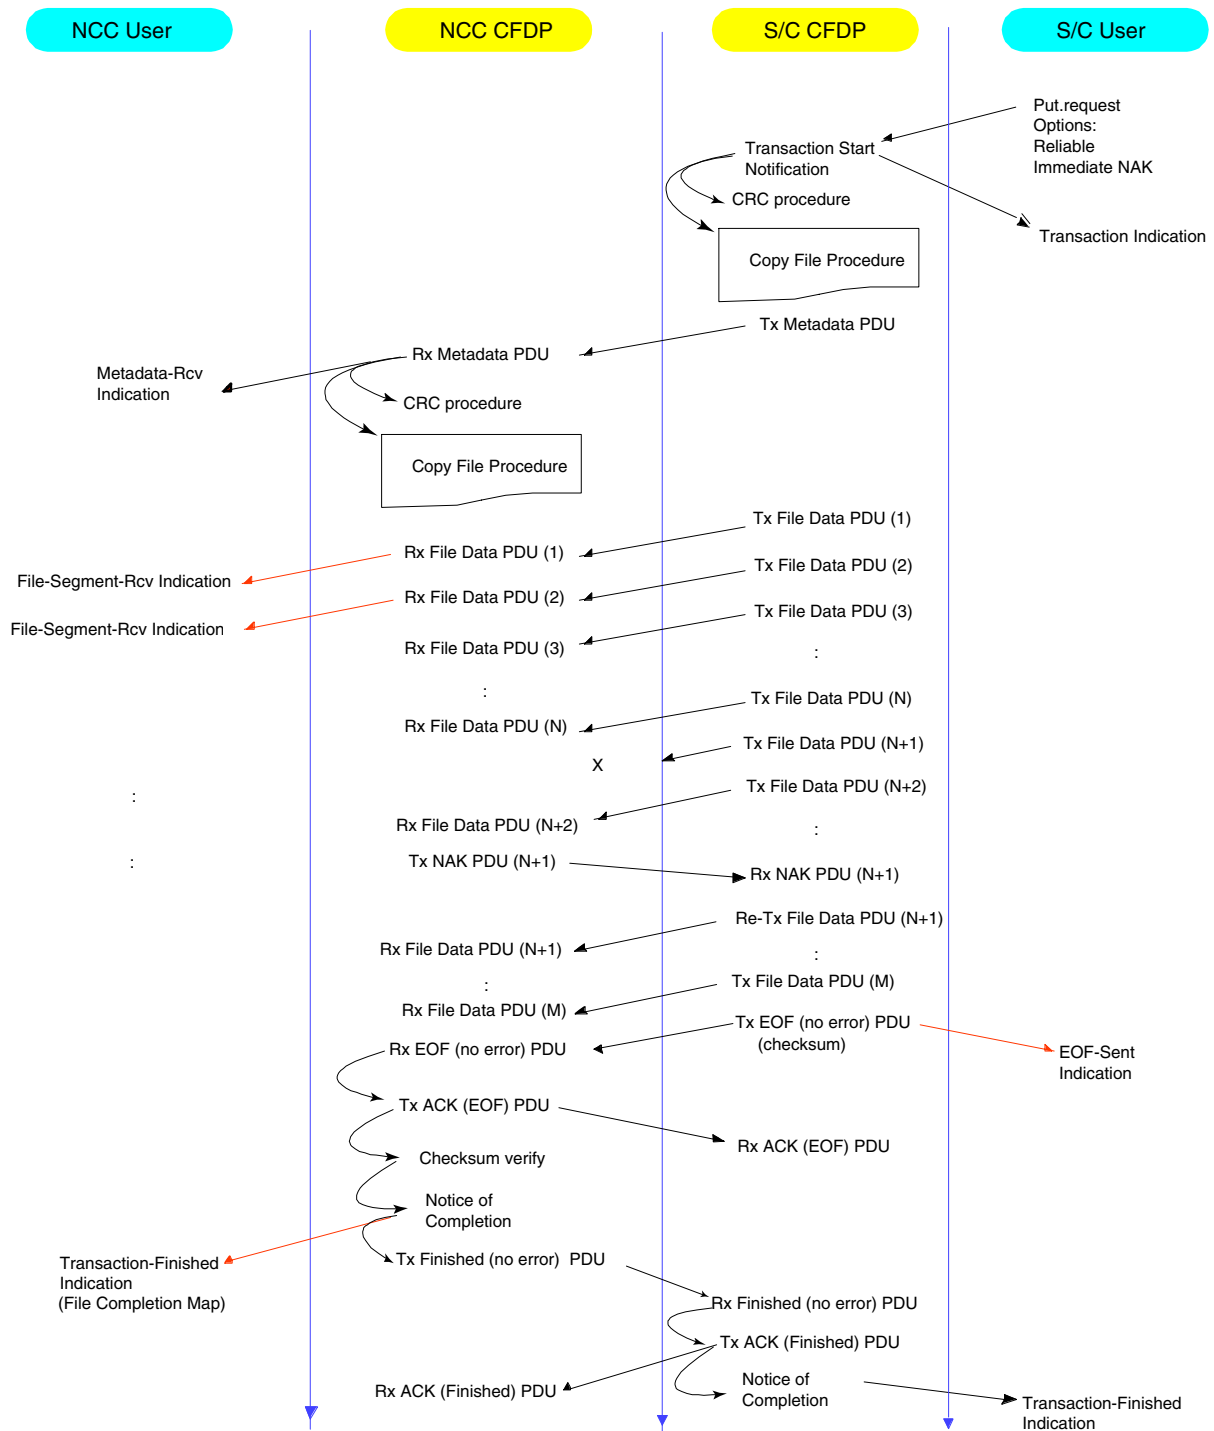 NCC User
NCC CFDP
S/C CFDP
S/C User
Put.request
Options:
Reliable
Immediate NAK
Transaction Start
Notification
CRC procedure
Transaction Indication
Copy File Procedure
Tx Metadata PDU
Rx Metadata PDU
Metadata-Rcv
Indication
CRC procedure
Copy File Procedure
Tx File Data PDU (1)
Rx File Data PDU (1)
Tx File Data PDU (2)
File-Segment-Rcv Indication
Rx File Data PDU (2)
Tx File Data PDU (3)
File-Segment-Rcv Indication
Rx File Data PDU (3)
:
:
Tx File Data PDU (N)
Rx File Data PDU (N)
Tx File Data PDU (N+1)
X
Tx File Data PDU (N+2)
:
Rx File Data PDU (N+2)
:
:
Tx NAK PDU (N+1)
Rx NAK PDU (N+1)
Re-Tx File Data PDU (N+1)
Rx File Data PDU (N+1)
:
:
Tx File Data PDU (M)
Rx File Data PDU (M)
Tx EOF (no error) PDU
(checksum)
Rx EOF (no error) PDU
EOF-Sent
Indication
Tx ACK (EOF) PDU
Rx ACK (EOF) PDU
Checksum verify
Notice of
Completion
Tx Finished (no error) PDU
Transaction-Finished
Indication
(File Completion Map)
Rx Finished (no error) PDU
Tx ACK (Finished) PDU
Rx ACK (Finished) PDU
Notice of
Completion
Transaction-Finished
Indication